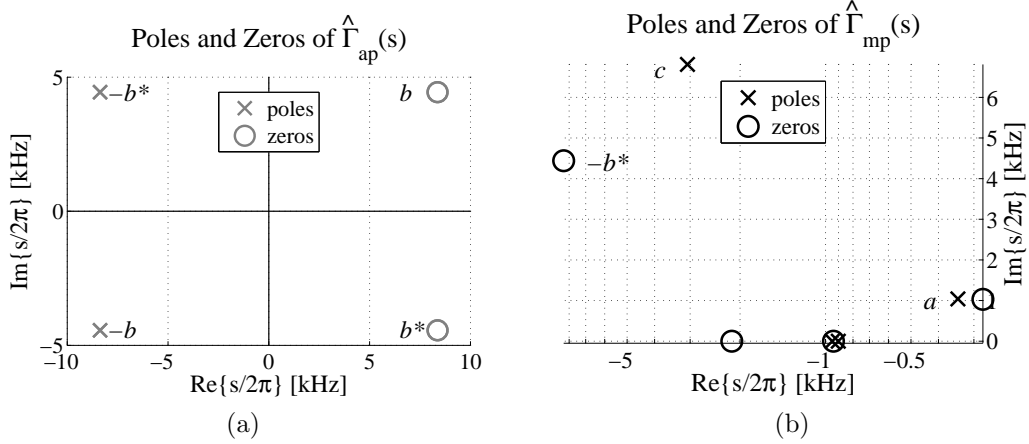 Poles and Zeros of Γ̂ap(s)
5
0
−5
−10
−5
0
5
10
Im{s/2π} [kHz]
Re{s/2π} [kHz]
−b*
b
−b
b*
poles
zeros
(a)
Poles and Zeros of Γ̂mp(s)
c
poles
zeros
−b*
a
6
5
4
3
2
1
0
−5
−1
−0.5
Im{s/2π} [kHz]
Re{s/2π} [kHz]
(b)